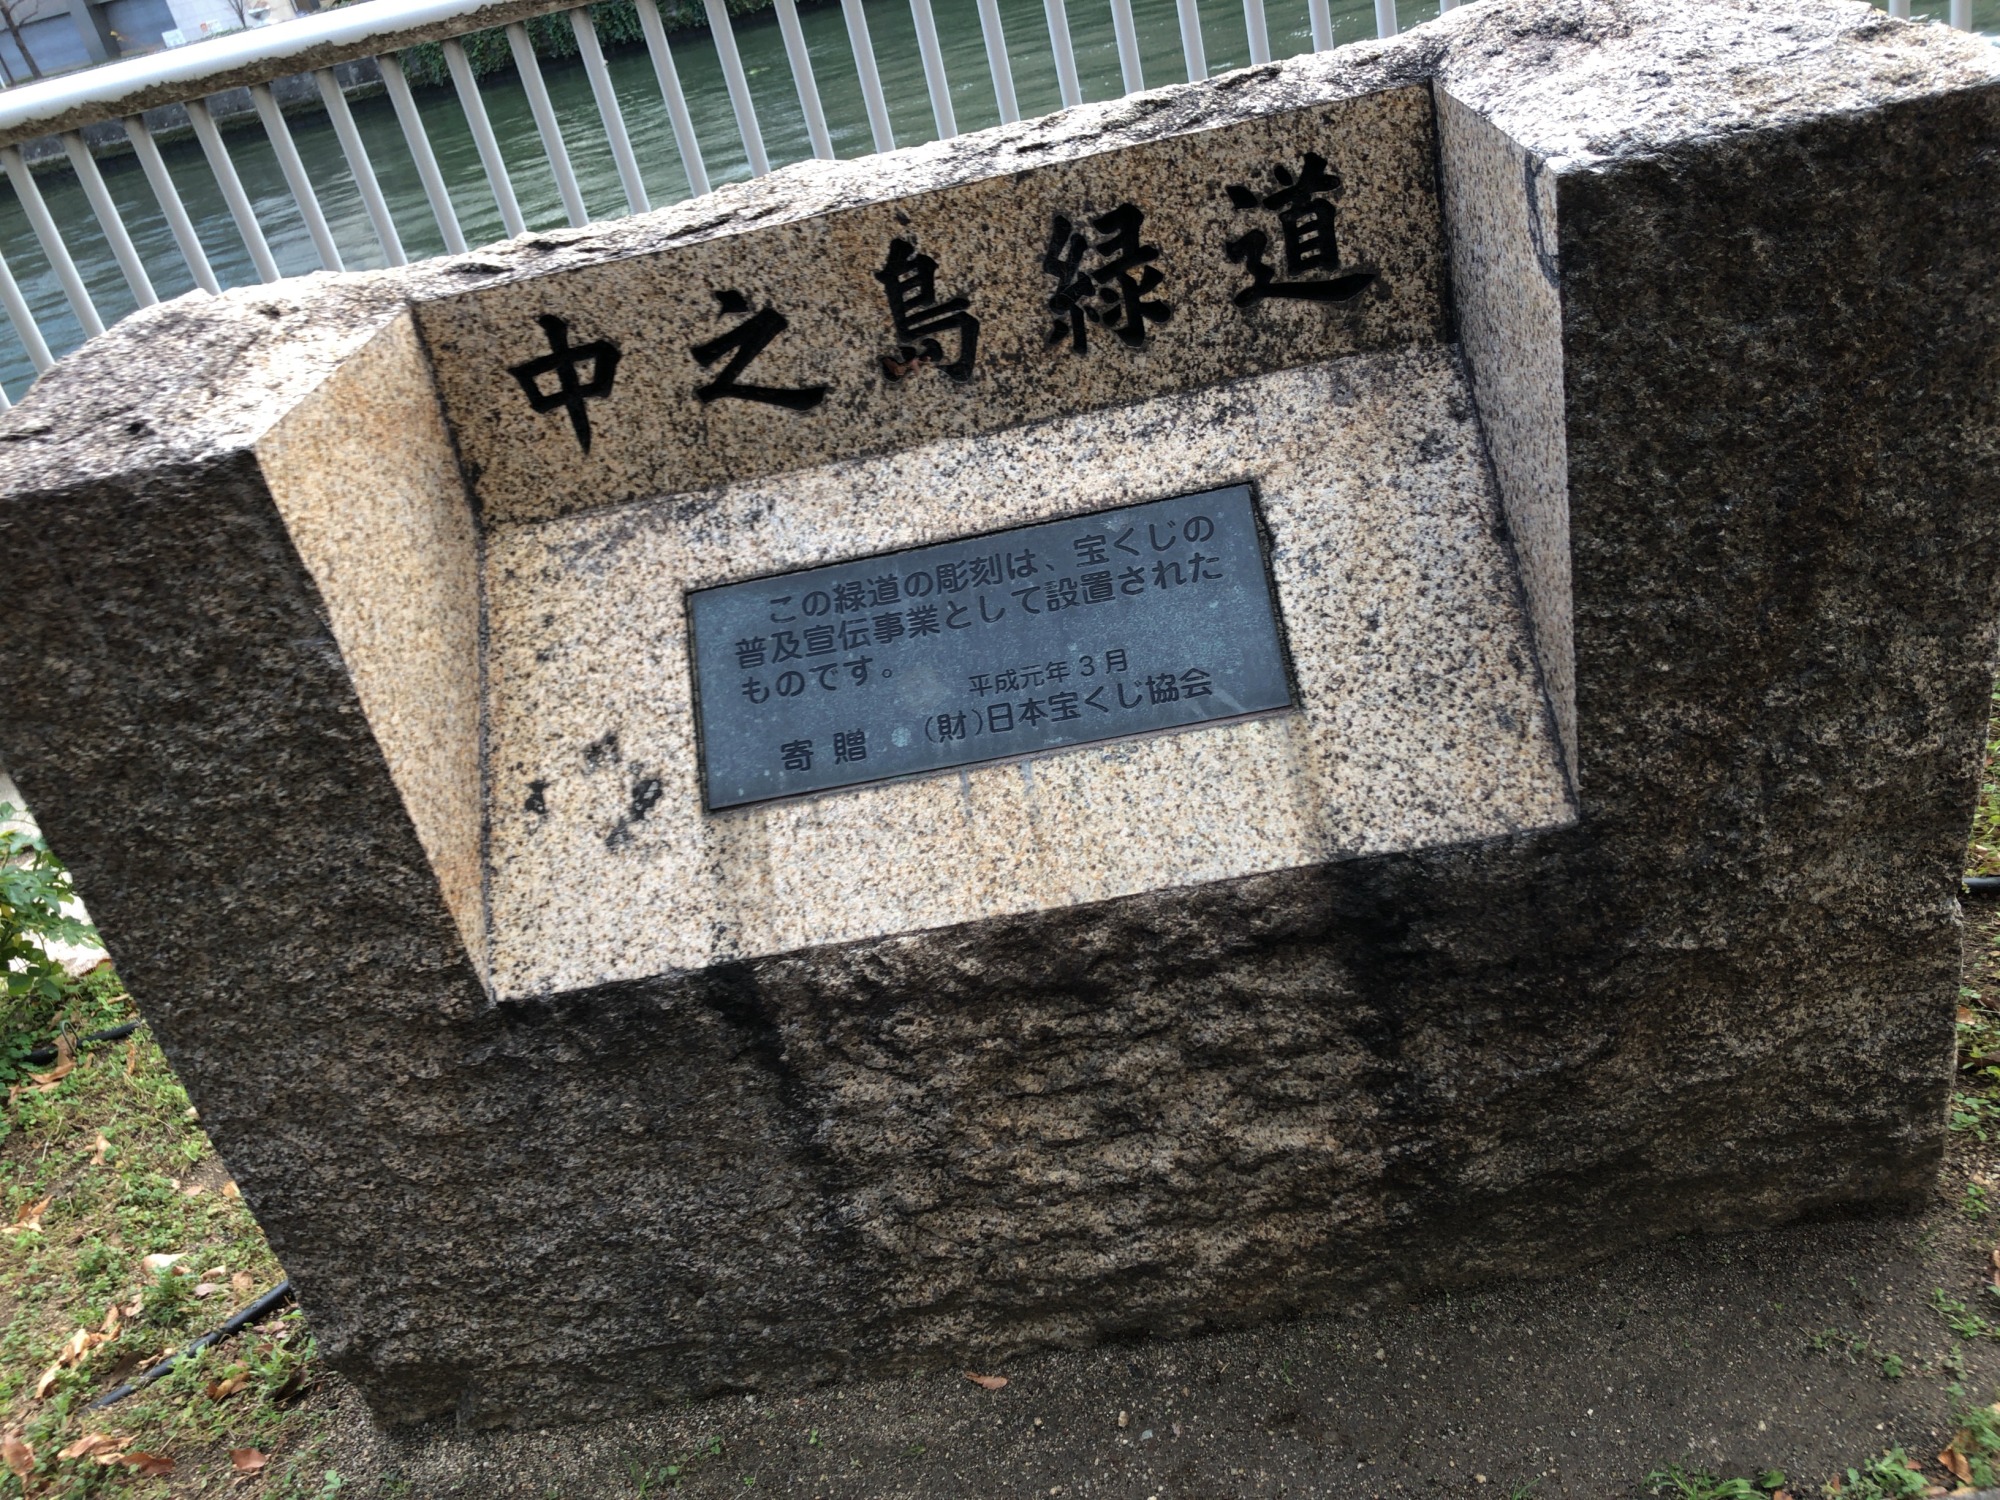 中之島緑道
この緑道の彫刻は、宝くじの
普及宣伝事業として設置された
ものです。
平成元年3月
寄贈 (財)日本宝くじ協会